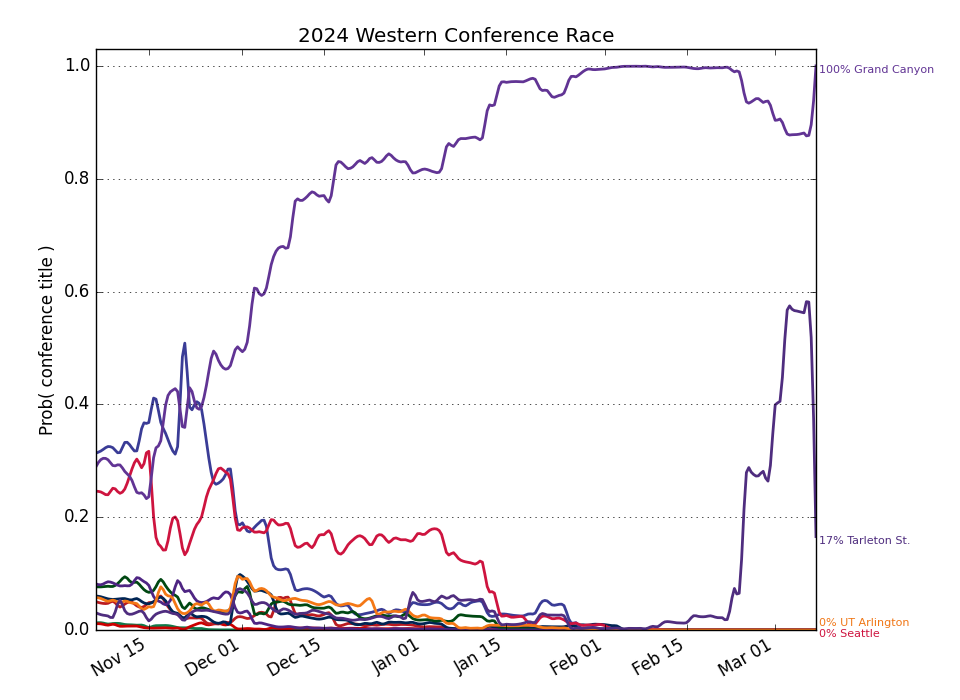 2024 Western Conference Race
Prob( conference title )
1.0
0.8
0.6
0.4
0.2
0.0
Nov 15
Dec 01
Dec 15
Jan 01
Jan 15
Feb 01
Feb 15
Mar 01
100% Grand Canyon
17% Tarleton St.
0% UT Arlington
0% Seattle